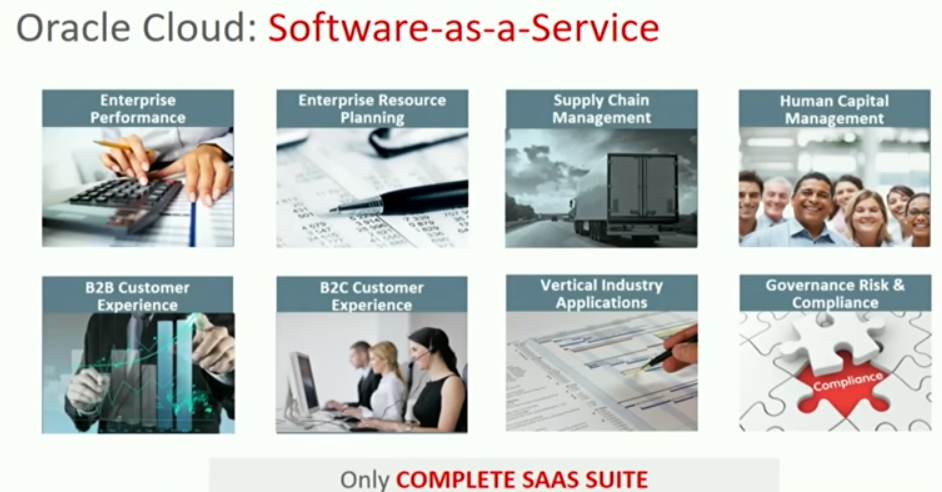 Oracle Cloud: Software-as-a-Service
Enterprise
Performance
Enterprise Resource
Planning
Supply Chain
Management
Human Capital
Management
B2B Customer
Experience
B2C Customer
Experience
Vertical Industry
Applications
Governance Risk &
Compliance
Compliance
Only COMPLETE SAAS SUITE